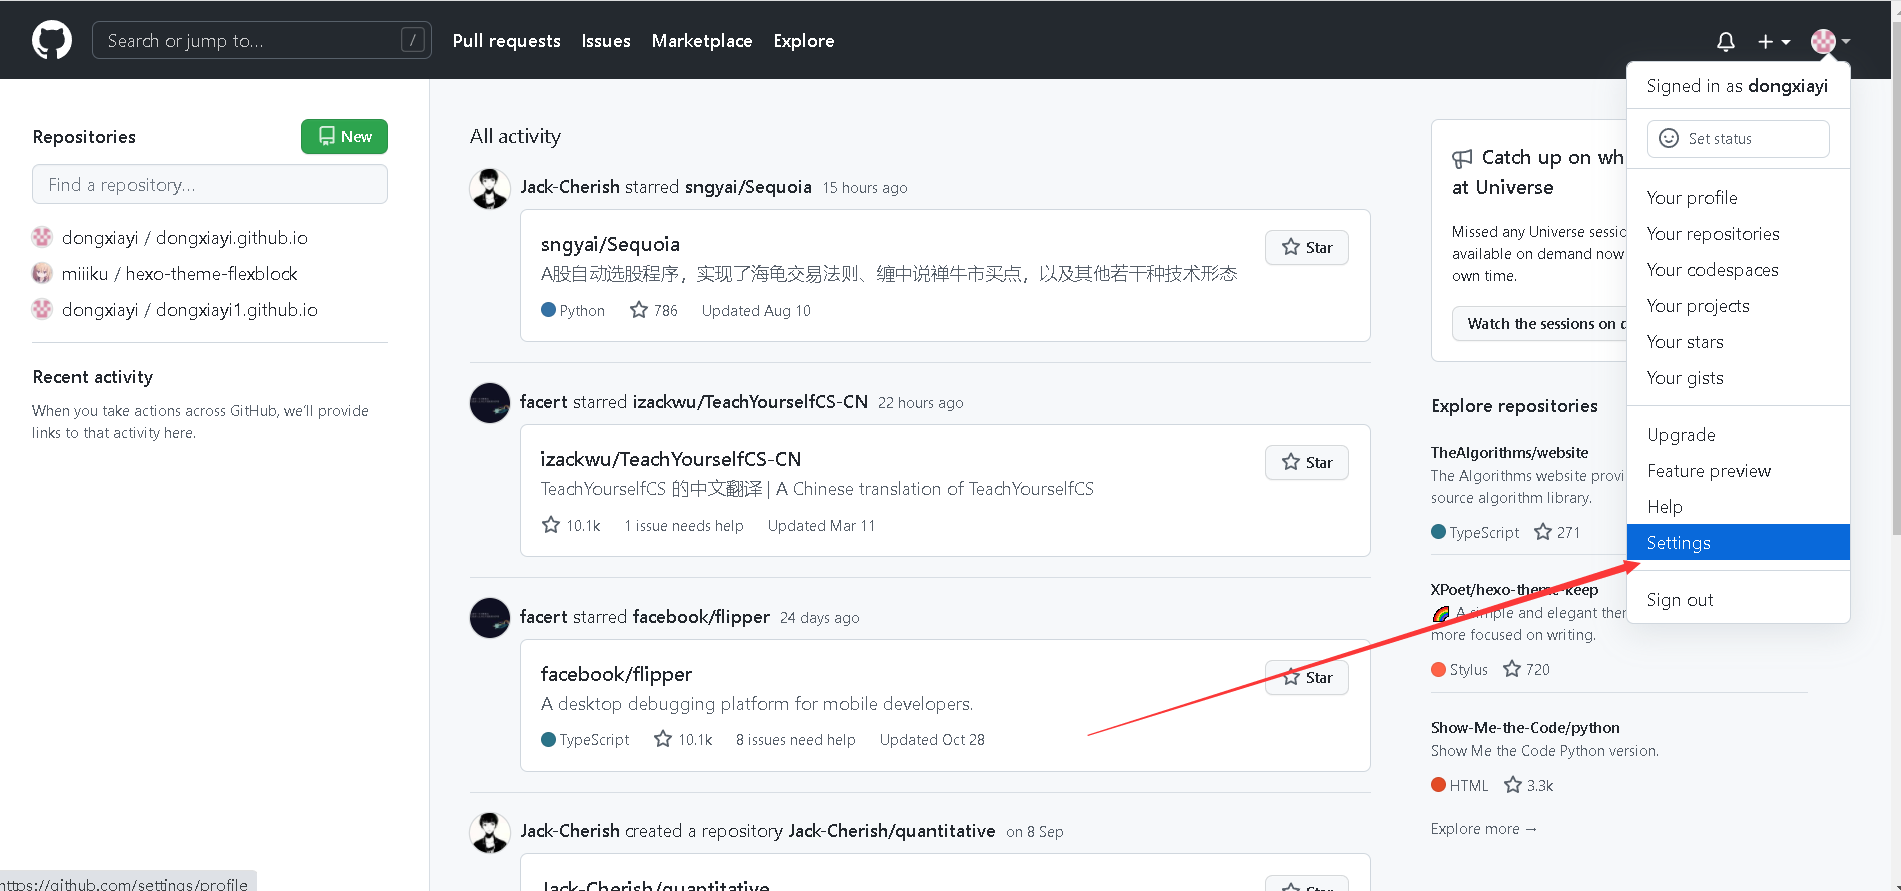 Search or jump to...
/
Pull requests
Issues
Marketplace
Explore
Repositories
New
Find a repository...
dongxiayi / dongxiayi.github.io
miiiku / hexo-theme-flexblock
dongxiayi / dongxiayi1.github.io
Recent activity
When you take actions across GitHub, we'll provide
links to that activity here.
All activity
Jack-Cherish starred sngyai/Sequoia 15 hours ago
sngyai/Sequoia
Star
A股自动选股程序，实现了海龟交易法则、缠中说禅牛市买点，以及其他若干种技术形态
Python 786 Updated Aug 10
facert starred izackwu/TeachYourselfCS-CN 22 hours ago
izackwu/TeachYourselfCS-CN
Star
TeachYourselfCS 的中文翻译 | A Chinese translation of TeachYourselfCS
10.1k 1 issue needs help Updated Mar 11
facert starred facebook/flipper 24 days ago
facebook/flipper
Star
A desktop debugging platform for mobile developers.
TypeScript 10.1k 8 issues need help Updated Oct 28
Jack-Cherish created a repository Jack-Cherish/quantitative on 8 Sep
Jack-Cherish/quantitative
Star
Catch up on wh
at Universe
Missed any Universe sessio
available on demand now
own time.
Watch the sessions on
Explore repositories
TheAlgorithms/website
The Algorithms website provi
source algorithm library.
TypeScript 271
XPoet/hexo-theme-keep
A simple and elegant ther
more focused on writing.
Stylus 720
Show-Me-the-Code/python
Show Me the Code Python version.
HTML 3.3k
Explore more →
Signed in as dongxiayi
Set status
Your profile
Your repositories
Your codespaces
Your projects
Your stars
Your gists
Upgrade
Feature preview
Help
Settings
Sign out
https://github.com/settings/profile